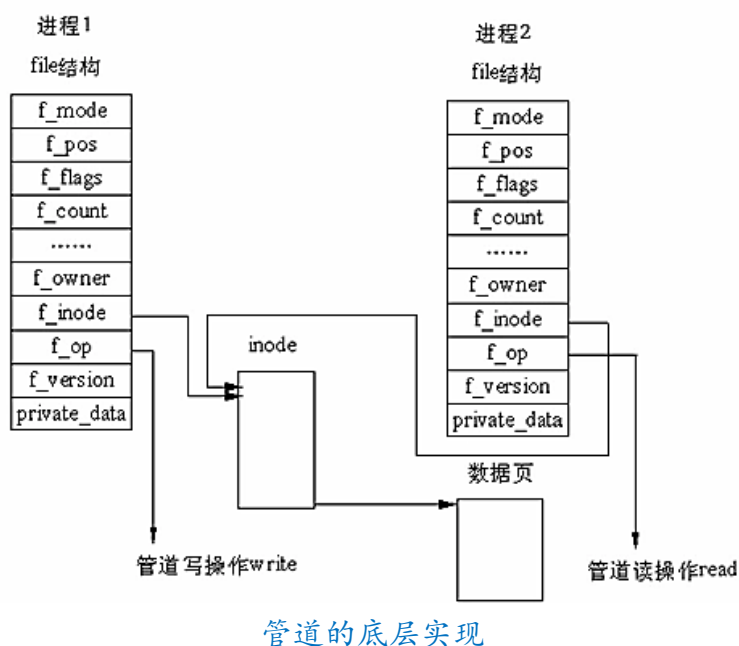 进程1
file结构
f_mode
f_pos
f_flags
f_count
……
f_owner
f_inode
f_op
f_version
private_data
进程2
file结构
f_mode
f_pos
f_flags
f_count
……
f_owner
f_inode
f_op
f_version
private_data
inode
数据页
管道写操作write
管道读操作read
管道的底层实现